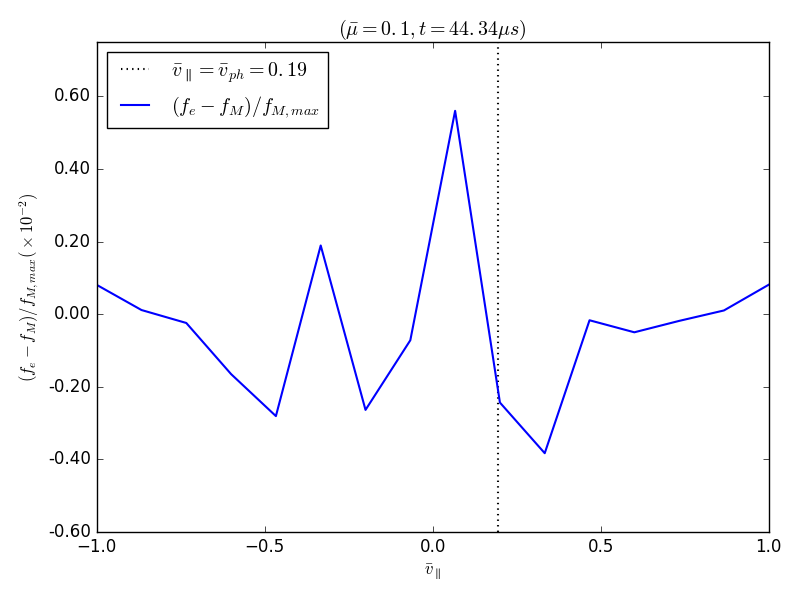 (μ̄ = 0.1, t = 44.34μs)
v̄∥ = v̄ph = 0.19
(fe − fM)/fM,max
(fe − fM)/fM,max(×10⁻²)
0.60
0.40
0.20
0.00
-0.20
-0.40
-0.60
−1.0 −0.5 0.0 0.5 1.0
v̄∥